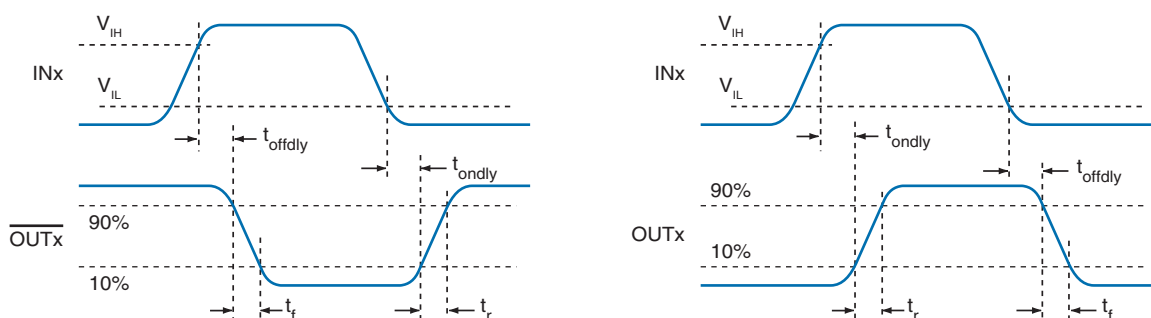 V_IH
INx
V_IL
t_offdly
t_ondly
90%
OUTx
10%
t_f
t_r
V_IH
INx
V_IL
t_ondly
t_offdly
90%
OUTx
10%
t_r
t_f